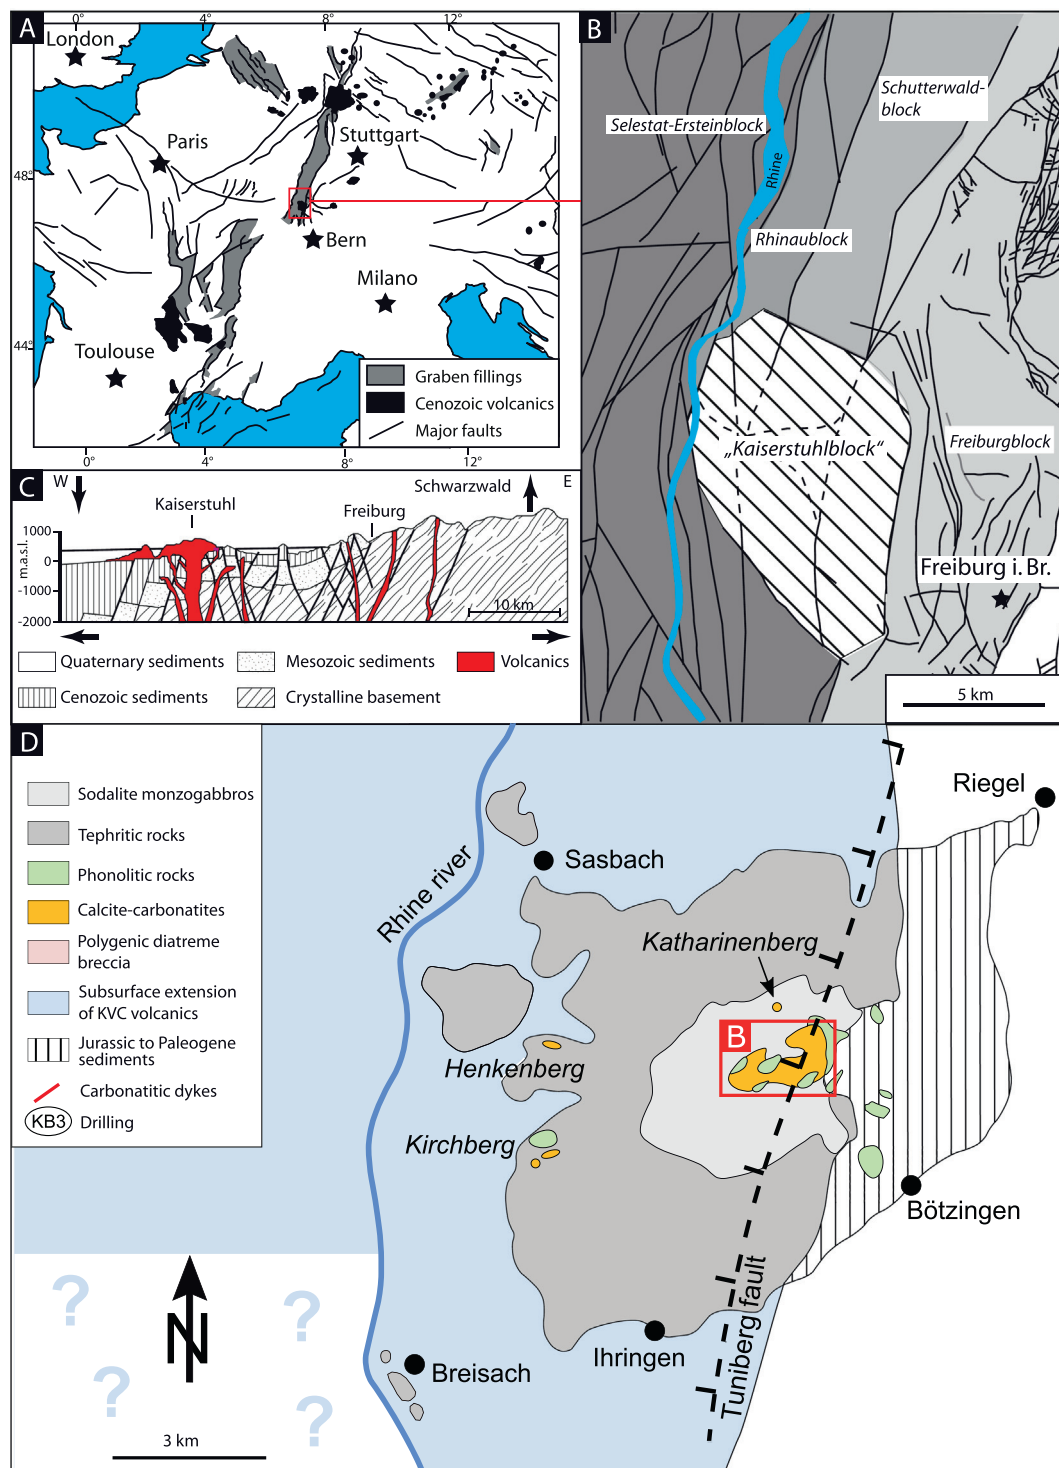 A
0°
4°
8°
12°
London
Paris
Stuttgart
48°
Bern
Milano
44°
Toulouse
Graben fillings
Cenozoic volcanics
Major faults
0°
4°
8°
12°
B
Schutterwald-
block
Selestat-Ersteinblock
Rhine
Rhinaublock
„Kaiserstuhlblock“
Freiburgblock
Freiburg i. Br.
5 km
C
W
E
Schwarzwald
Kaiserstuhl
Freiburg
m.a.s.l.
1000
0
-1000
-2000
10 km
Quaternary sediments
Mesozoic sediments
Volcanics
Cenozoic sediments
Crystalline basement
D
Sodalite monzogabbros
Tephritic rocks
Phonolitic rocks
Calcite-carbonatites
Polygenic diatreme
breccia
Subsurface extension
of KVC volcanics
Jurassic to Paleogene
sediments
Carbonatitic dykes
KB3 Drilling
Riegel
Sasbach
Rhine river
Katharinenberg
B
Henkenberg
Kirchberg
Bötzingen
Tuniberg fault
Ihringen
Breisach
? ?
? ?
N
3 km